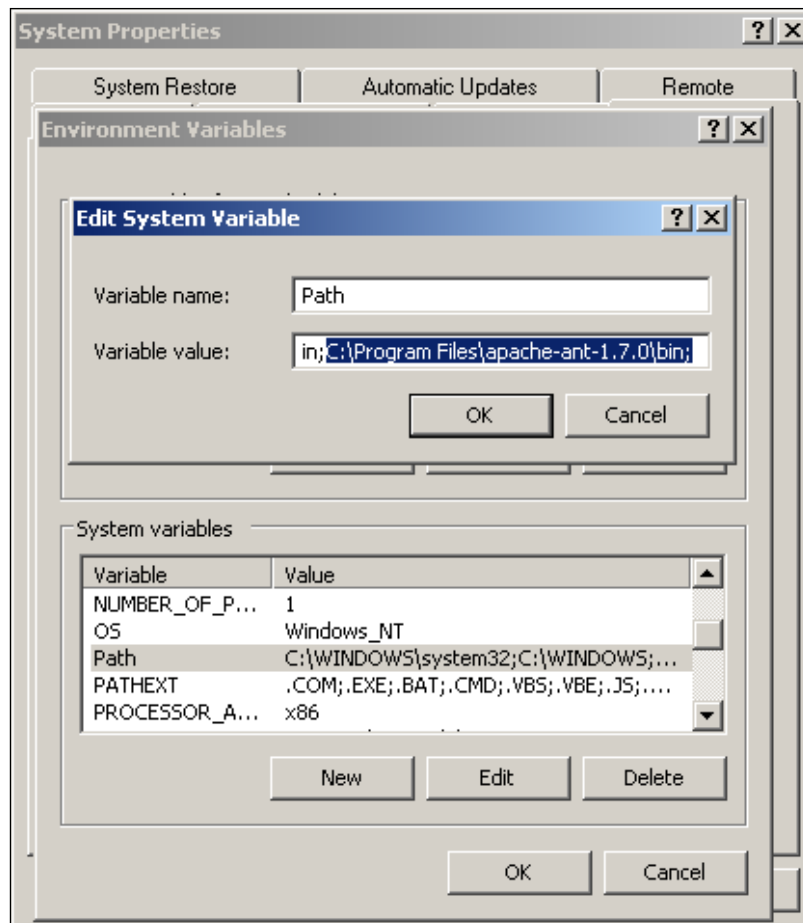 System Properties
System Restore Automatic Updates Remote
Environment Variables
Edit System Variable
Variable name: Path
Variable value: in;C:\Program Files\apache-ant-1.7.0\bin;
OK Cancel
System variables
Variable Value
NUMBER_OF_P... 1
OS Windows_NT
Path C:\WINDOWS\system32;C:\WINDOWS;...
PATHEXT .COM;.EXE;.BAT;.CMD;.VBS;.VBE;.JS;....
PROCESSOR_A... x86
New Edit Delete
OK Cancel